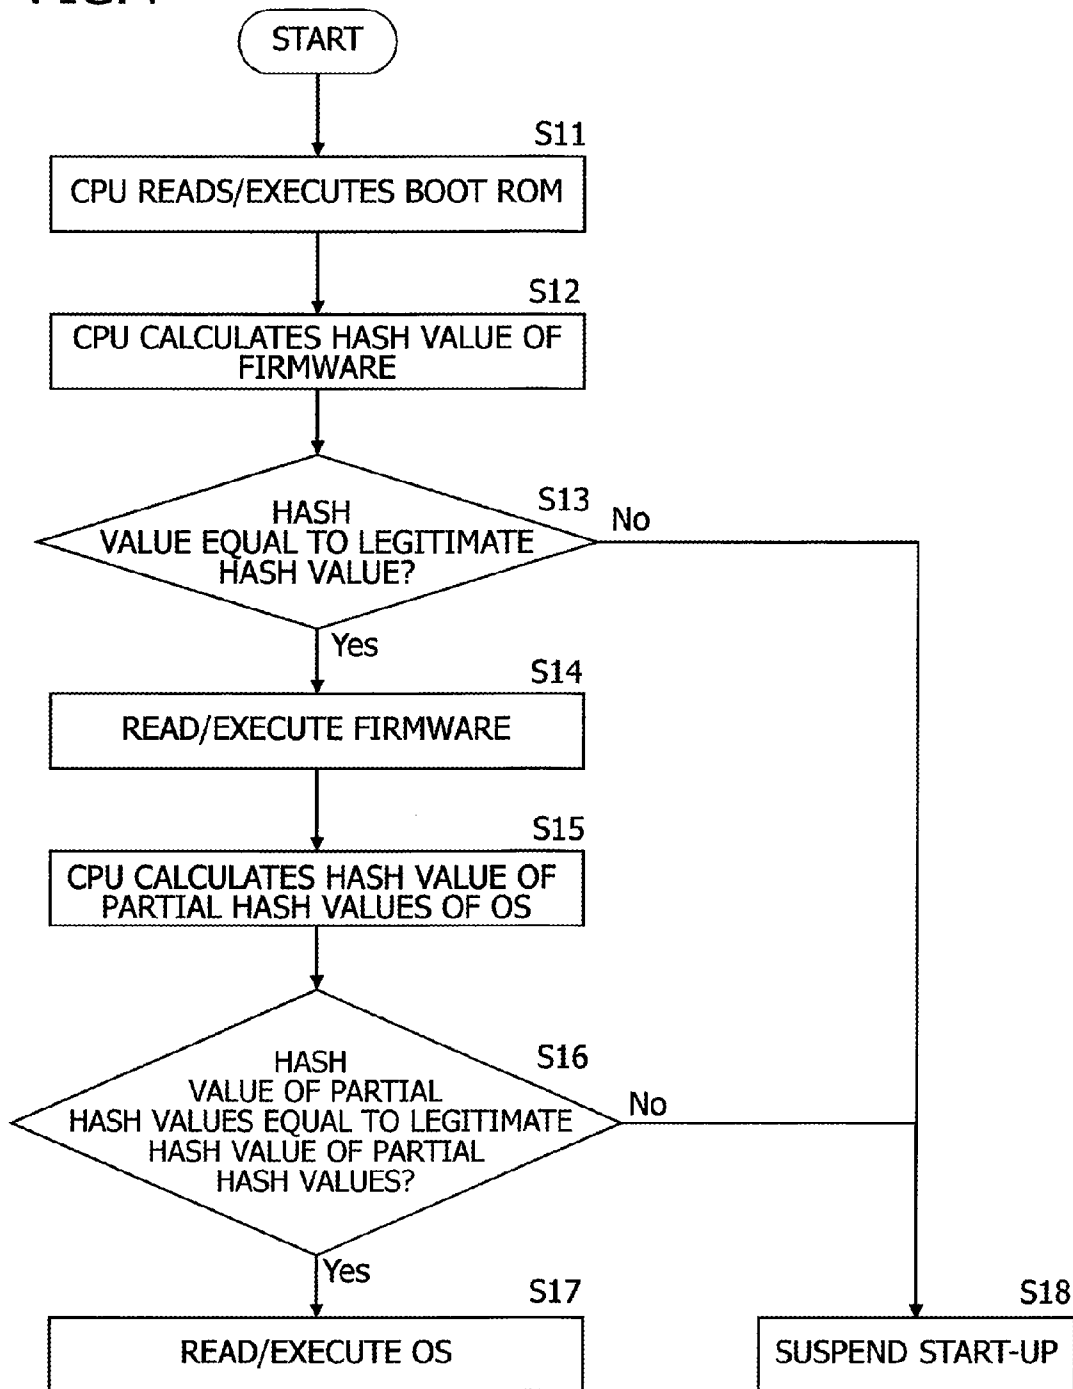 START
S11
CPU READS/EXECUTES BOOT ROM
S12
CPU CALCULATES HASH VALUE OF
FIRMWARE
S13
HASH
VALUE EQUAL TO LEGITIMATE
HASH VALUE?
No
Yes
S14
READ/EXECUTE FIRMWARE
S15
CPU CALCULATES HASH VALUE OF
PARTIAL HASH VALUES OF OS
S16
HASH
VALUE OF PARTIAL
HASH VALUES EQUAL TO LEGITIMATE
HASH VALUE OF PARTIAL
HASH VALUES?
No
Yes
S17
READ/EXECUTE OS
S18
SUSPEND START-UP